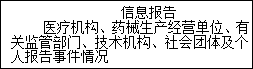 信息报告
医疗机构、药械生产经营单位、有
关监管部门、技术机构、社会团体及个
人报告事件情况